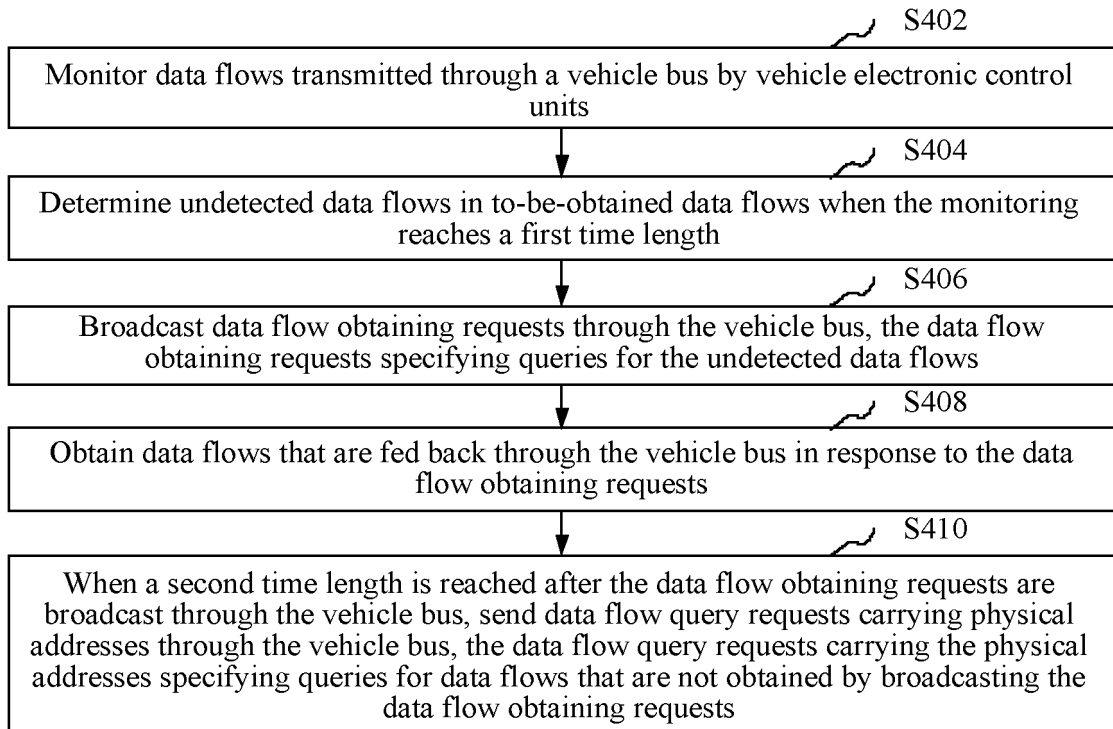 S402
Monitor data flows transmitted through a vehicle bus by vehicle electronic control
units
S404
Determine undetected data flows in to-be-obtained data flows when the monitoring
reaches a first time length
S406
Broadcast data flow obtaining requests through the vehicle bus, the data flow
obtaining requests specifying queries for the undetected data flows
S408
Obtain data flows that are fed back through the vehicle bus in response to the data
flow obtaining requests
S410
When a second time length is reached after the data flow obtaining requests are
broadcast through the vehicle bus, send data flow query requests carrying physical
addresses through the vehicle bus, the data flow query requests carrying the physical
addresses specifying queries for data flows that are not obtained by broadcasting the
data flow obtaining requests